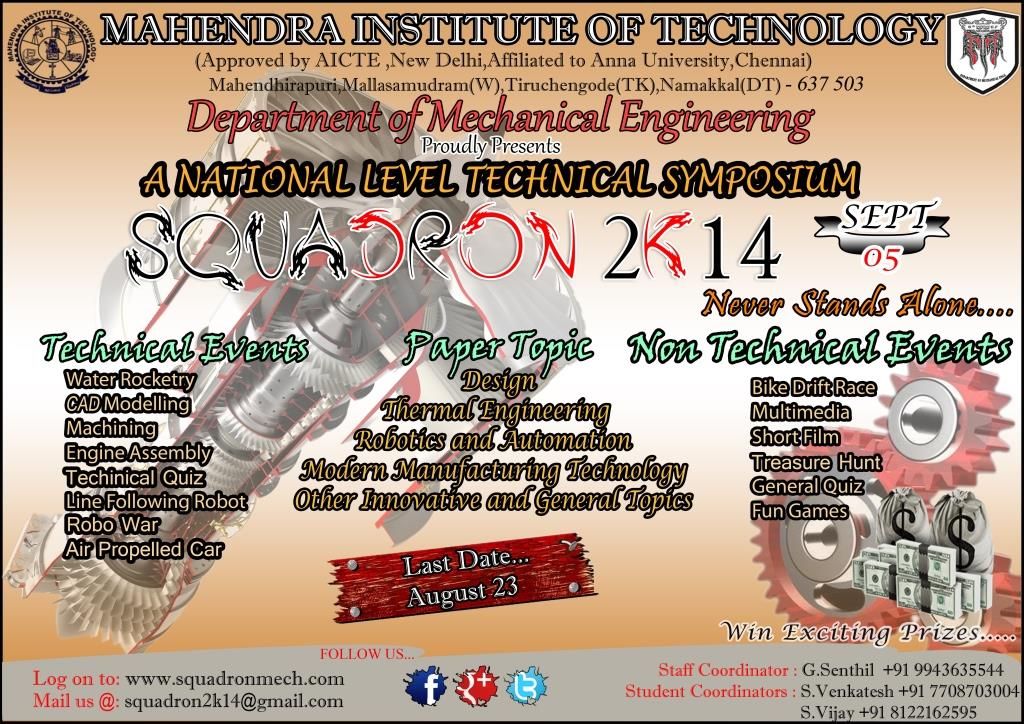 MAHENDRA INSTITUTE OF TECHNOLOGY
(Approved by AICTE ,New Delhi,Affiliated to Anna University,Chennai)
Mahendhirapuri,Mallasamudram(W),Tiruchengode(TK),Namakkal(DT) - 637 503
Department of Mechanical Engineering
Proudly Presents
A NATIONAL LEVEL TECHNICAL SYMPOSIUM
SQUADRON 2K14
SEPT
05
Never Stands Alone....
Technical Events
Water Rocketry
CAD Modelling
Machining
Engine Assembly
Techinical Quiz
Line Following Robot
Robo War
Air Propelled Car
Paper Topic
Design
Thermal Engineering
Robotics and Automation
Modern Manufacturing Technology
Other Innovative and General Topics
Non Technical Events
Bike Drift Race
Multimedia
Short Film
Treasure Hunt
General Quiz
Fun Games
Last Date...
August 23
Win Exciting Prizes.....
FOLLOW US...
Log on to: www.squadronmech.com
Mail us @: squadron2k14@gmail.com
Staff Coordinator : G.Senthil +91 9943635544
Student Coordinators : S.Venkatesh +91 7708703004
S.Vijay +91 8122162595